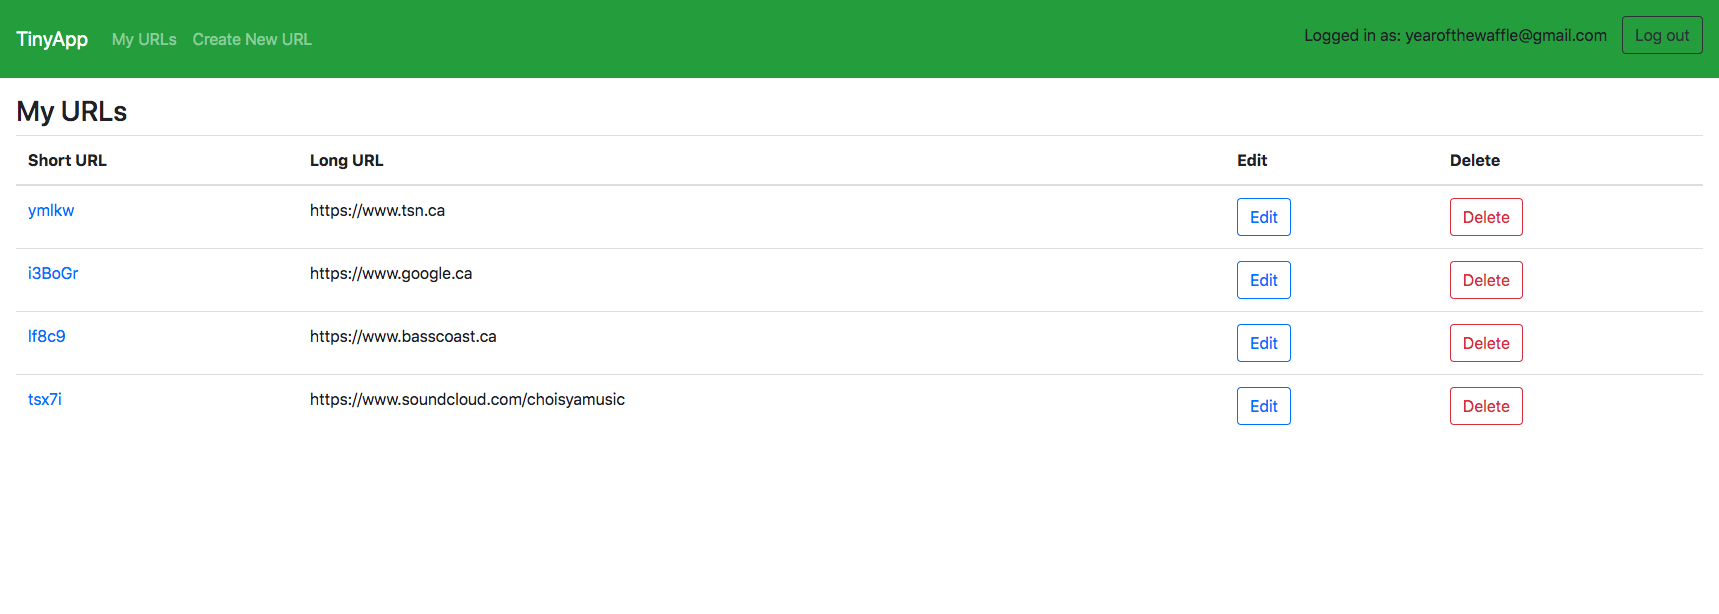 TinyApp My URLs Create New URL Logged in as: yearofthewaffle@gmail.com Log out
My URLs
Short URL Long URL Edit Delete
ymlkw https://www.tsn.ca Edit Delete
i3BoGr https://www.google.ca Edit Delete
lf8c9 https://www.basscoast.ca Edit Delete
tsx7i https://www.soundcloud.com/choisyamusic Edit Delete